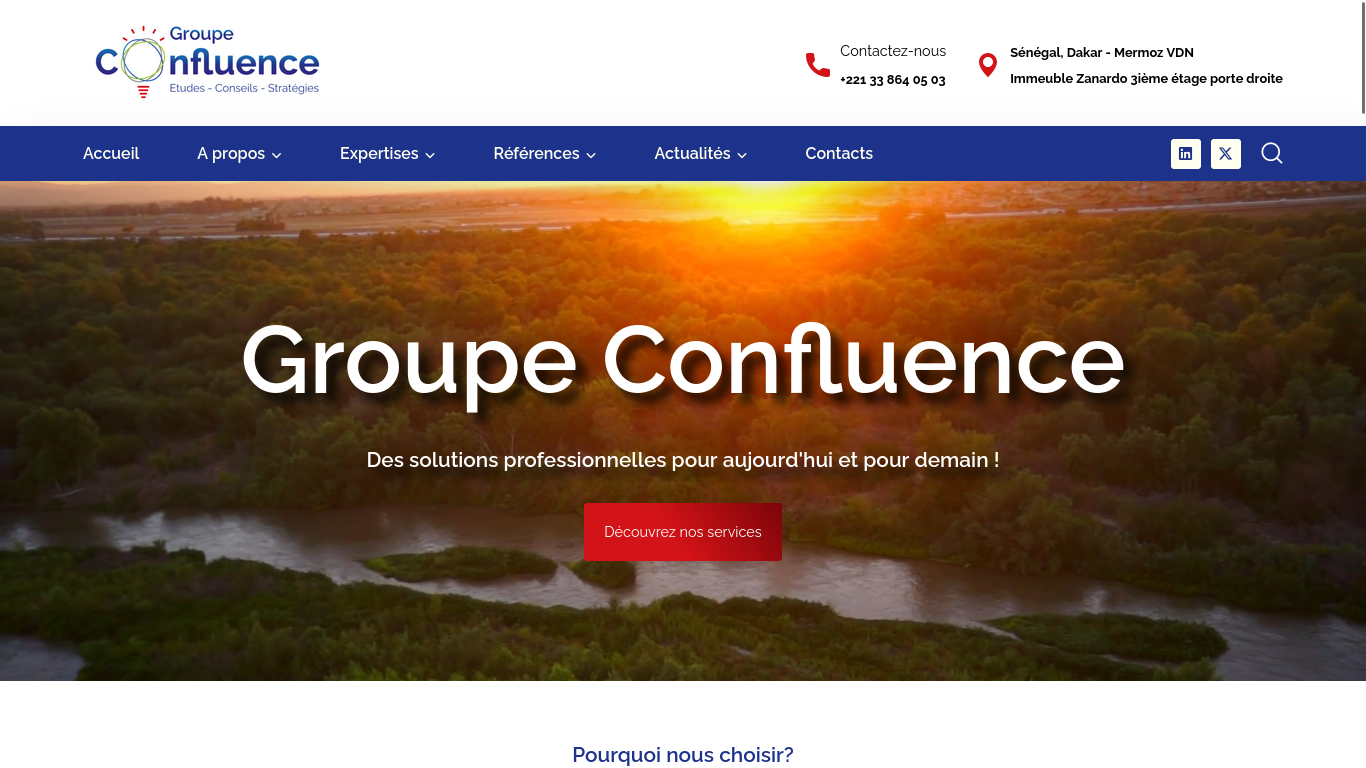 Groupe
Confluence
Etudes - Conseils - Stratégies
Contactez-nous
+221 33 864 05 03
Sénégal, Dakar - Mermoz VDN
Immeuble Zanardo 3ième étage porte droite
Accueil
A propos
Expertises
Références
Actualités
Contacts
Groupe Confluence
Des solutions professionnelles pour aujourd'hui et pour demain !
Découvrez nos services
Pourquoi nous choisir?